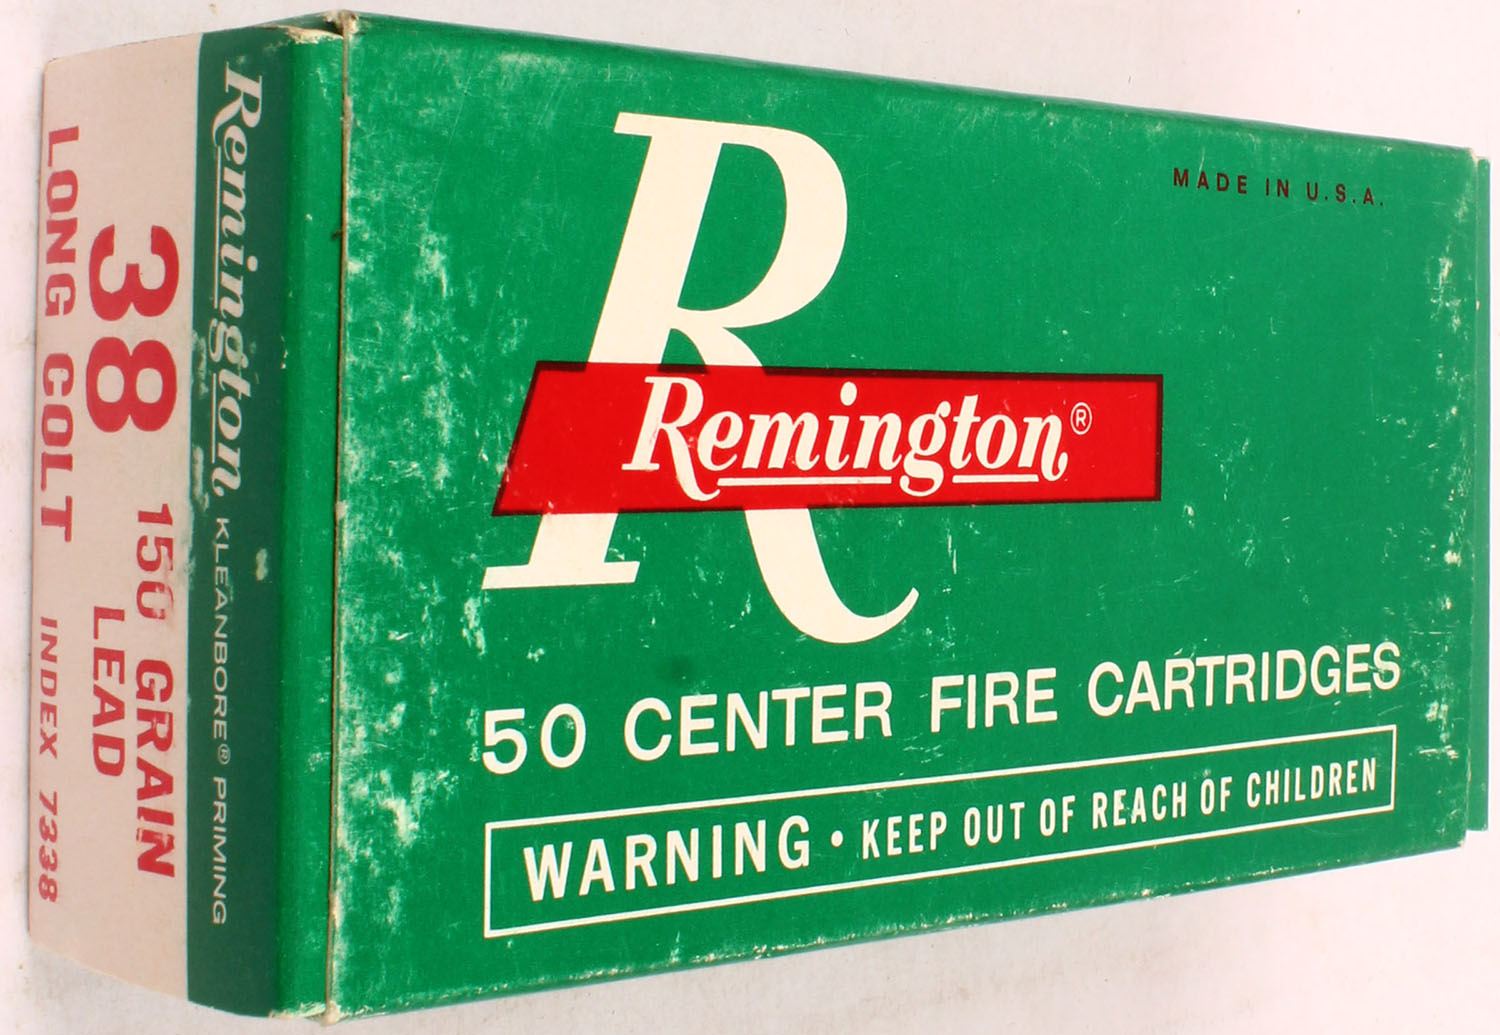 MADE IN U.S.A.
R
Remington®
50 CENTER FIRE CARTRIDGES
WARNING • KEEP OUT OF REACH OF CHILDREN
Remington KLEANBORE® PRIMING
38 150 GRAIN
LEAD
LONG COLT INDEX 7338